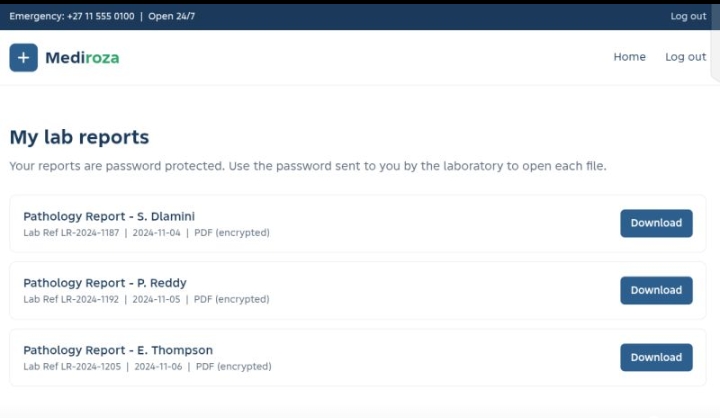 Emergency: +27 11 555 0100 | Open 24/7 Log out
Mediroza Home Log out
My lab reports
Your reports are password protected. Use the password sent to you by the laboratory to open each file.
Pathology Report - S. Dlamini
Lab Ref LR-2024-1187 | 2024-11-04 | PDF (encrypted)
Download
Pathology Report - P. Reddy
Lab Ref LR-2024-1192 | 2024-11-05 | PDF (encrypted)
Download
Pathology Report - E. Thompson
Lab Ref LR-2024-1205 | 2024-11-06 | PDF (encrypted)
Download